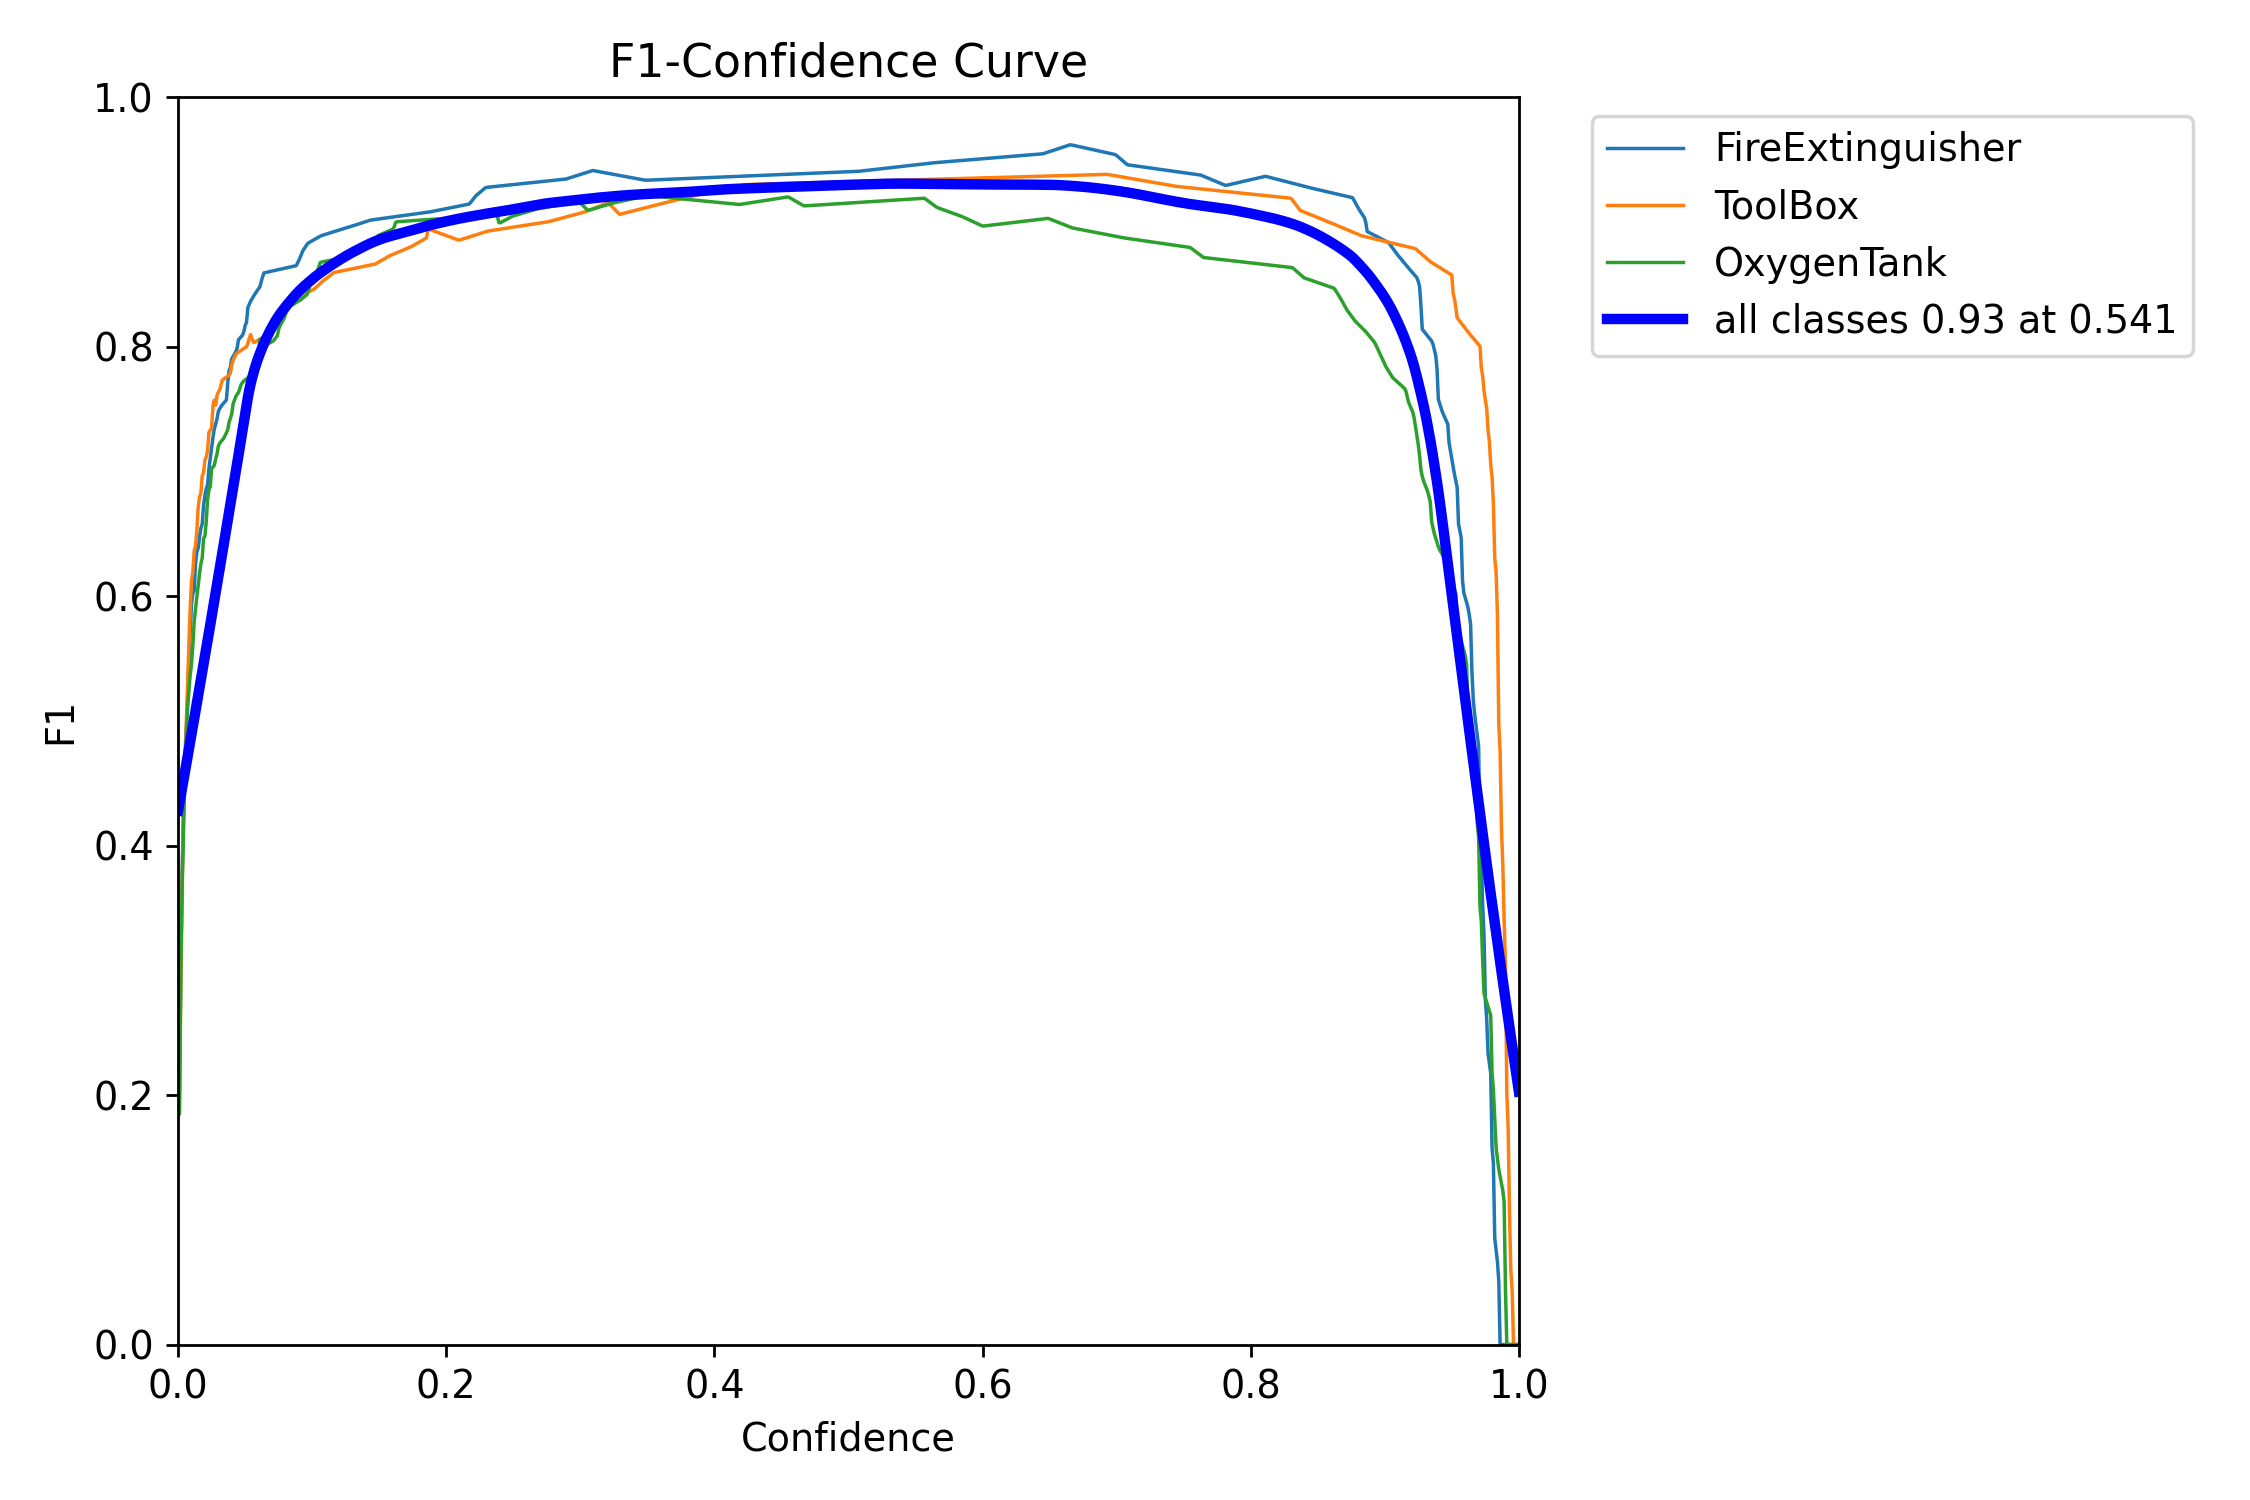 F1-Confidence Curve
1.0
0.8
0.6
0.4
0.2
0.0
F1
0.0 0.2 0.4 0.6 0.8 1.0
Confidence
FireExtinguisher
ToolBox
OxygenTank
all classes 0.93 at 0.541